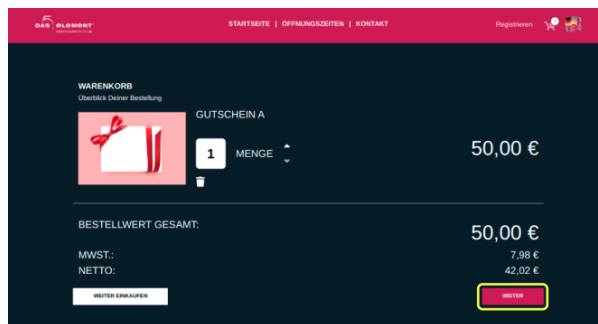 DAS 5. ELEMENT
STARTSEITE | ÖFFNUNGSZEITEN | KONTAKT
Registrieren
WARENKORB
Überblick Deiner Bestellung
GUTSCHEIN A
1 MENGE
50,00 €
BESTELLWERT GESAMT:
50,00 €
MWST.:
7,98 €
NETTO:
42,02 €
WEITER EINKAUFEN
WEITER